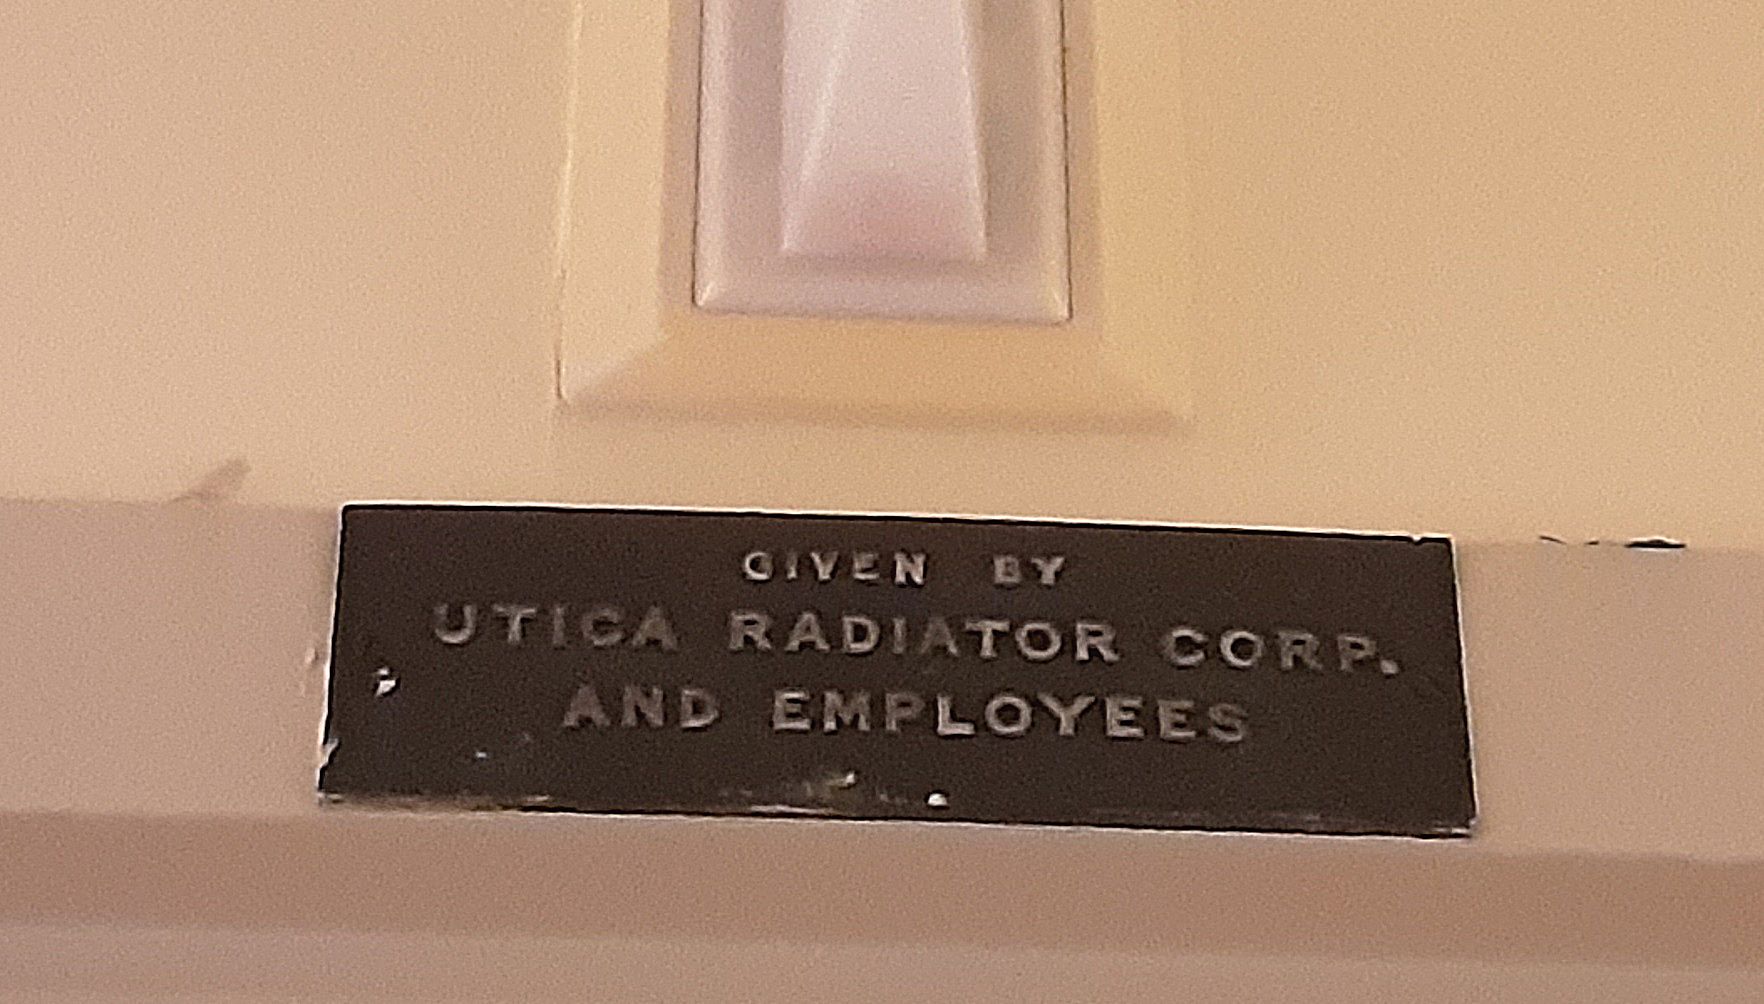 GIVEN BY
UTICA RADIATOR CORP.
AND EMPLOYEES